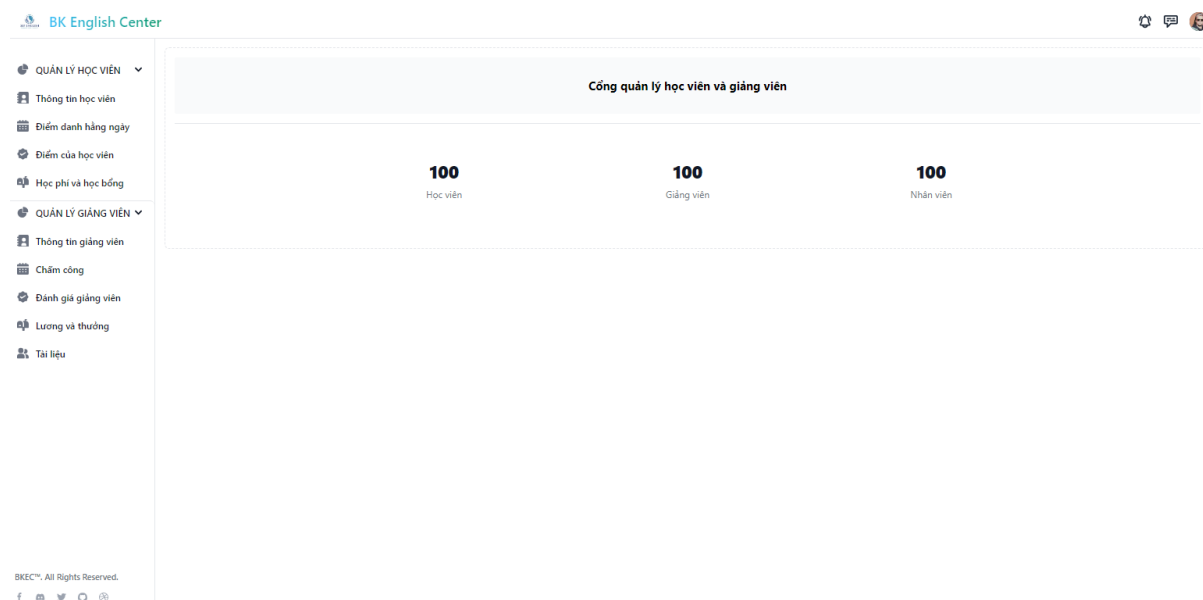 BK English Center
QUẢN LÝ HỌC VIÊN
Thông tin học viên
Điểm danh hằng ngày
Điểm của học viên
Học phí và học bổng
QUẢN LÝ GIẢNG VIÊN
Thông tin giảng viên
Chấm công
Đánh giá giảng viên
Lương và thưởng
Tài liệu
BKEC™. All Rights Reserved.
Cổng quản lý học viên và giảng viên
100
Học viên
100
Giảng viên
100
Nhân viên